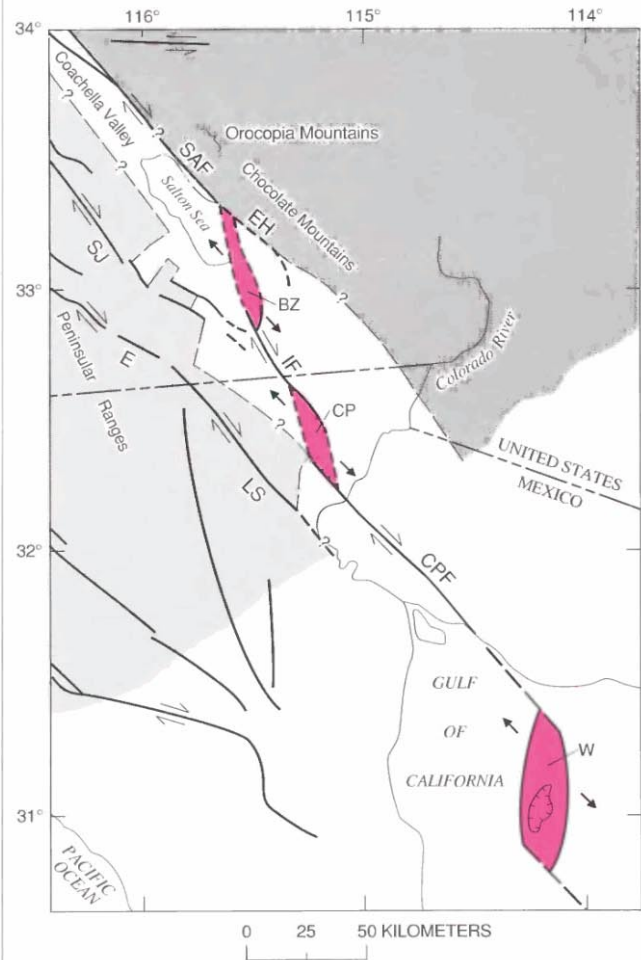 116°
115°
114°
34°
33°
32°
31°
Coachella Valley
?
?
?
SAF
Orocopia Mountains
Salton Sea
EH
Chocolate Mountains
?
SJ
BZ
Peninsular
Ranges
E
IF
Colorado River
CP
?
UNITED STATES
MEXICO
LS
?
CPF
GULF
OF
CALIFORNIA
W
PACIFIC
OCEAN
0 25 50 KILOMETERS